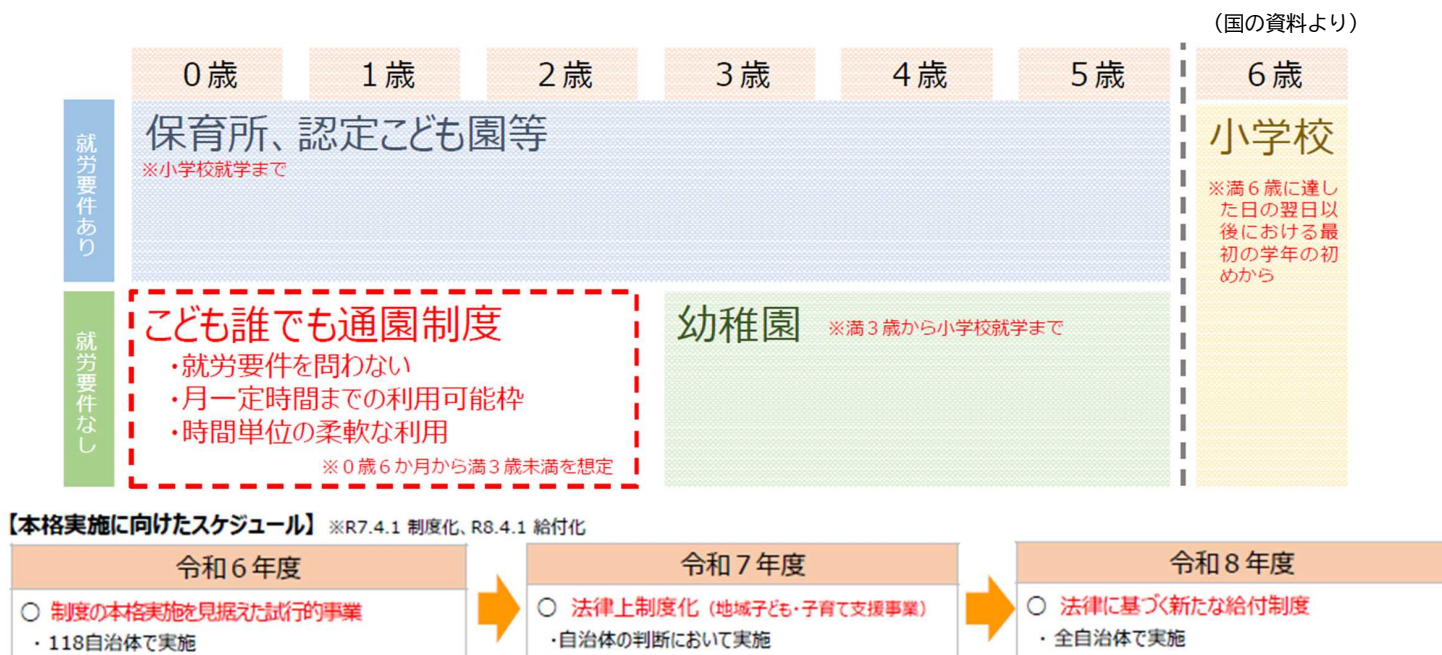 （国の資料より）
０歳 １歳 ２歳 ３歳 ４歳 ５歳 ６歳
就労要件あり
保育所、認定こども園等
※小学校就学まで
小学校
※満６歳に達し
た日の翌日以
後における最
初の学年の初
めから
就労要件なし
こども誰でも通園制度
・就労要件を問わない
・月一定時間までの利用可能枠
・時間単位の柔軟な利用
※０歳６か月から満３歳未満を想定
幼稚園 ※満３歳から小学校就学まで
【本格実施に向けたスケジュール】 ※R7.4.1 制度化、R8.4.1 給付化
令和６年度
○ 制度の本格実施を見据えた試行的事業
・118自治体で実施
令和７年度
○ 法律上制度化（地域子ども・子育て支援事業）
・自治体の判断において実施
令和８年度
○ 法律に基づく新たな給付制度
・全自治体で実施